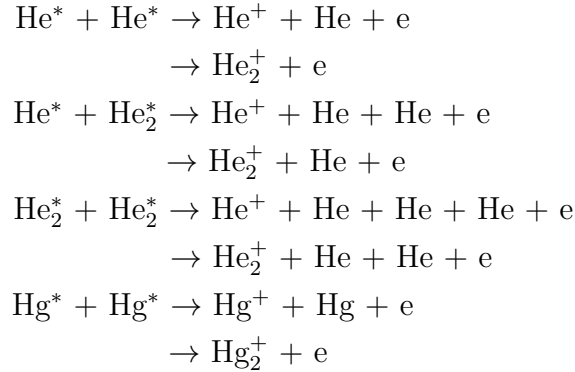 He* + He* → He⁺ + He + e
→ He₂⁺ + e
He* + He₂* → He⁺ + He + He + e
→ He₂⁺ + He + e
He₂* + He₂* → He⁺ + He + He + He + e
→ He₂⁺ + He + He + e
Hg* + Hg* → Hg⁺ + Hg + e
→ Hg₂⁺ + e